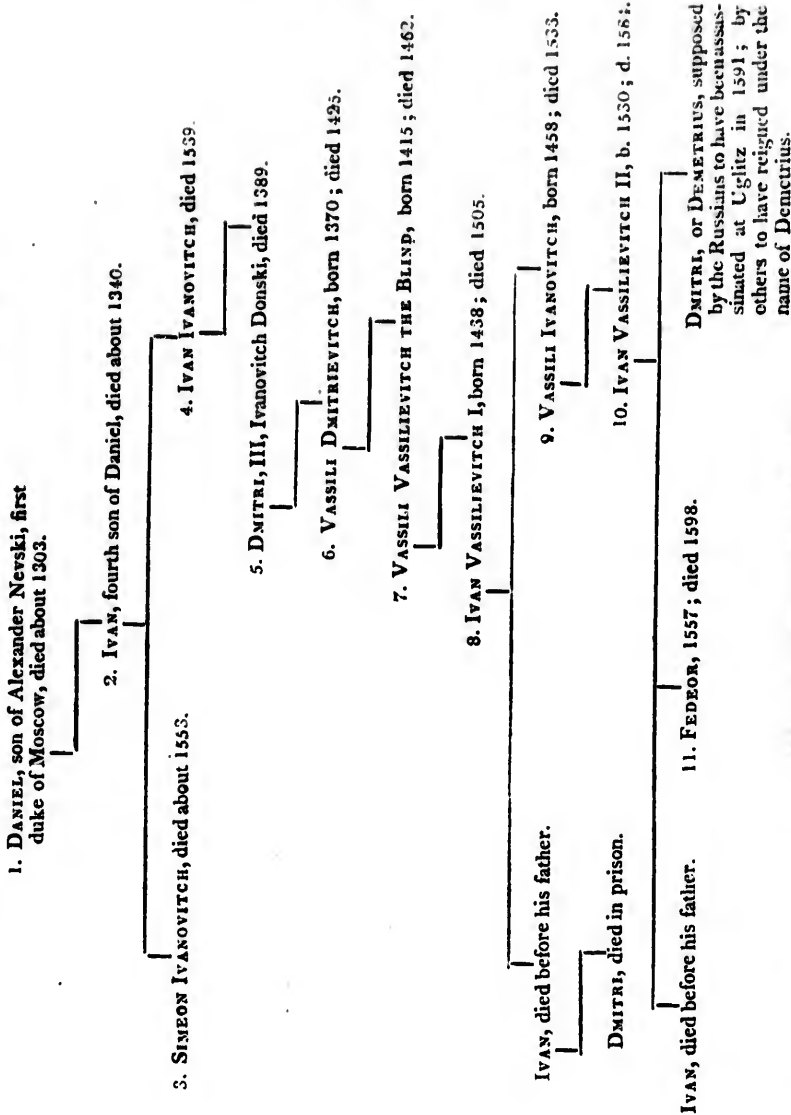 1. DANIEL, son of Alexander Nevski, first
duke of Moscow, died about 1303.
2. IVAN, fourth son of Daniel, died about 1340.
3. SIMEON IVANOVITCH, died about 1553.
4. IVAN IVANOVITCH, died 1539.
5. DMITRI, III, Ivanovitch Donski, died 1389.
6. VASSILI DMITRIEVITCH, born 1370; died 1425.
7. VASSILI VASSILIEVITCH THE BLIND, born 1415; died 1462.
8. IVAN VASSILIEVITCH I, born 1438; died 1505.
IVAN, died before his father.
9. VASSILI IVANOVITCH, born 1458; died 1533.
DMITRI, died in prison.
10. IVAN VASSILIEVITCH II, b. 1530; d. 1584.
IVAN, died before his father.
11. FEDEOR, 1557; died 1598.
DMITRI, or DEMETRIUS, supposed
by the Russians to have been assas-
sinated at Uglitz in 1591; by
others to have reigned under the
name of Demetrius.